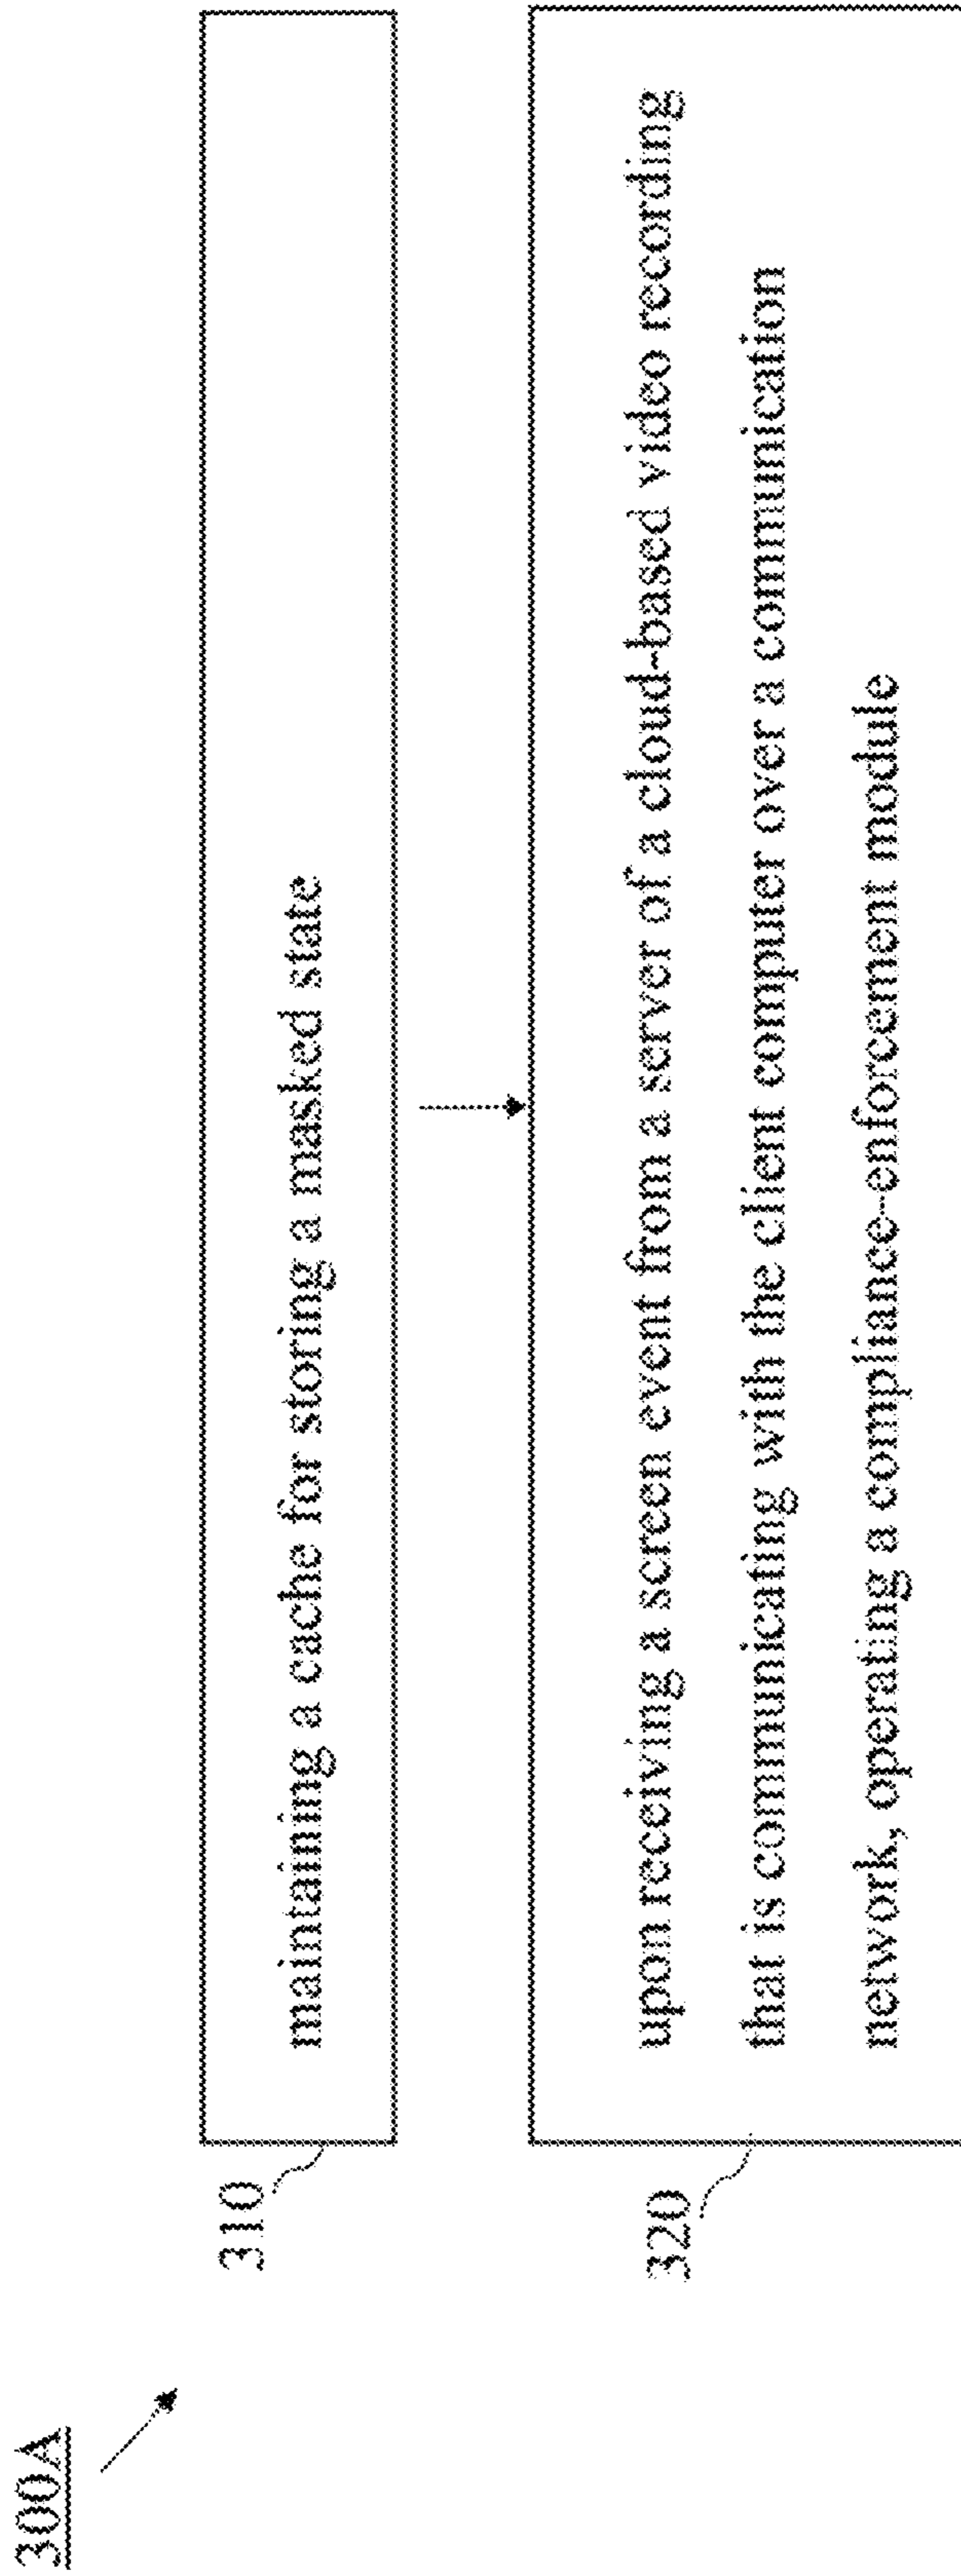 300A
310
maintaining a cache for storing a masked state
320
upon receiving a screen event from a server of a cloud-based video recording
that is communicating with the client computer over a communication
network, operating a compliance-enforcement module